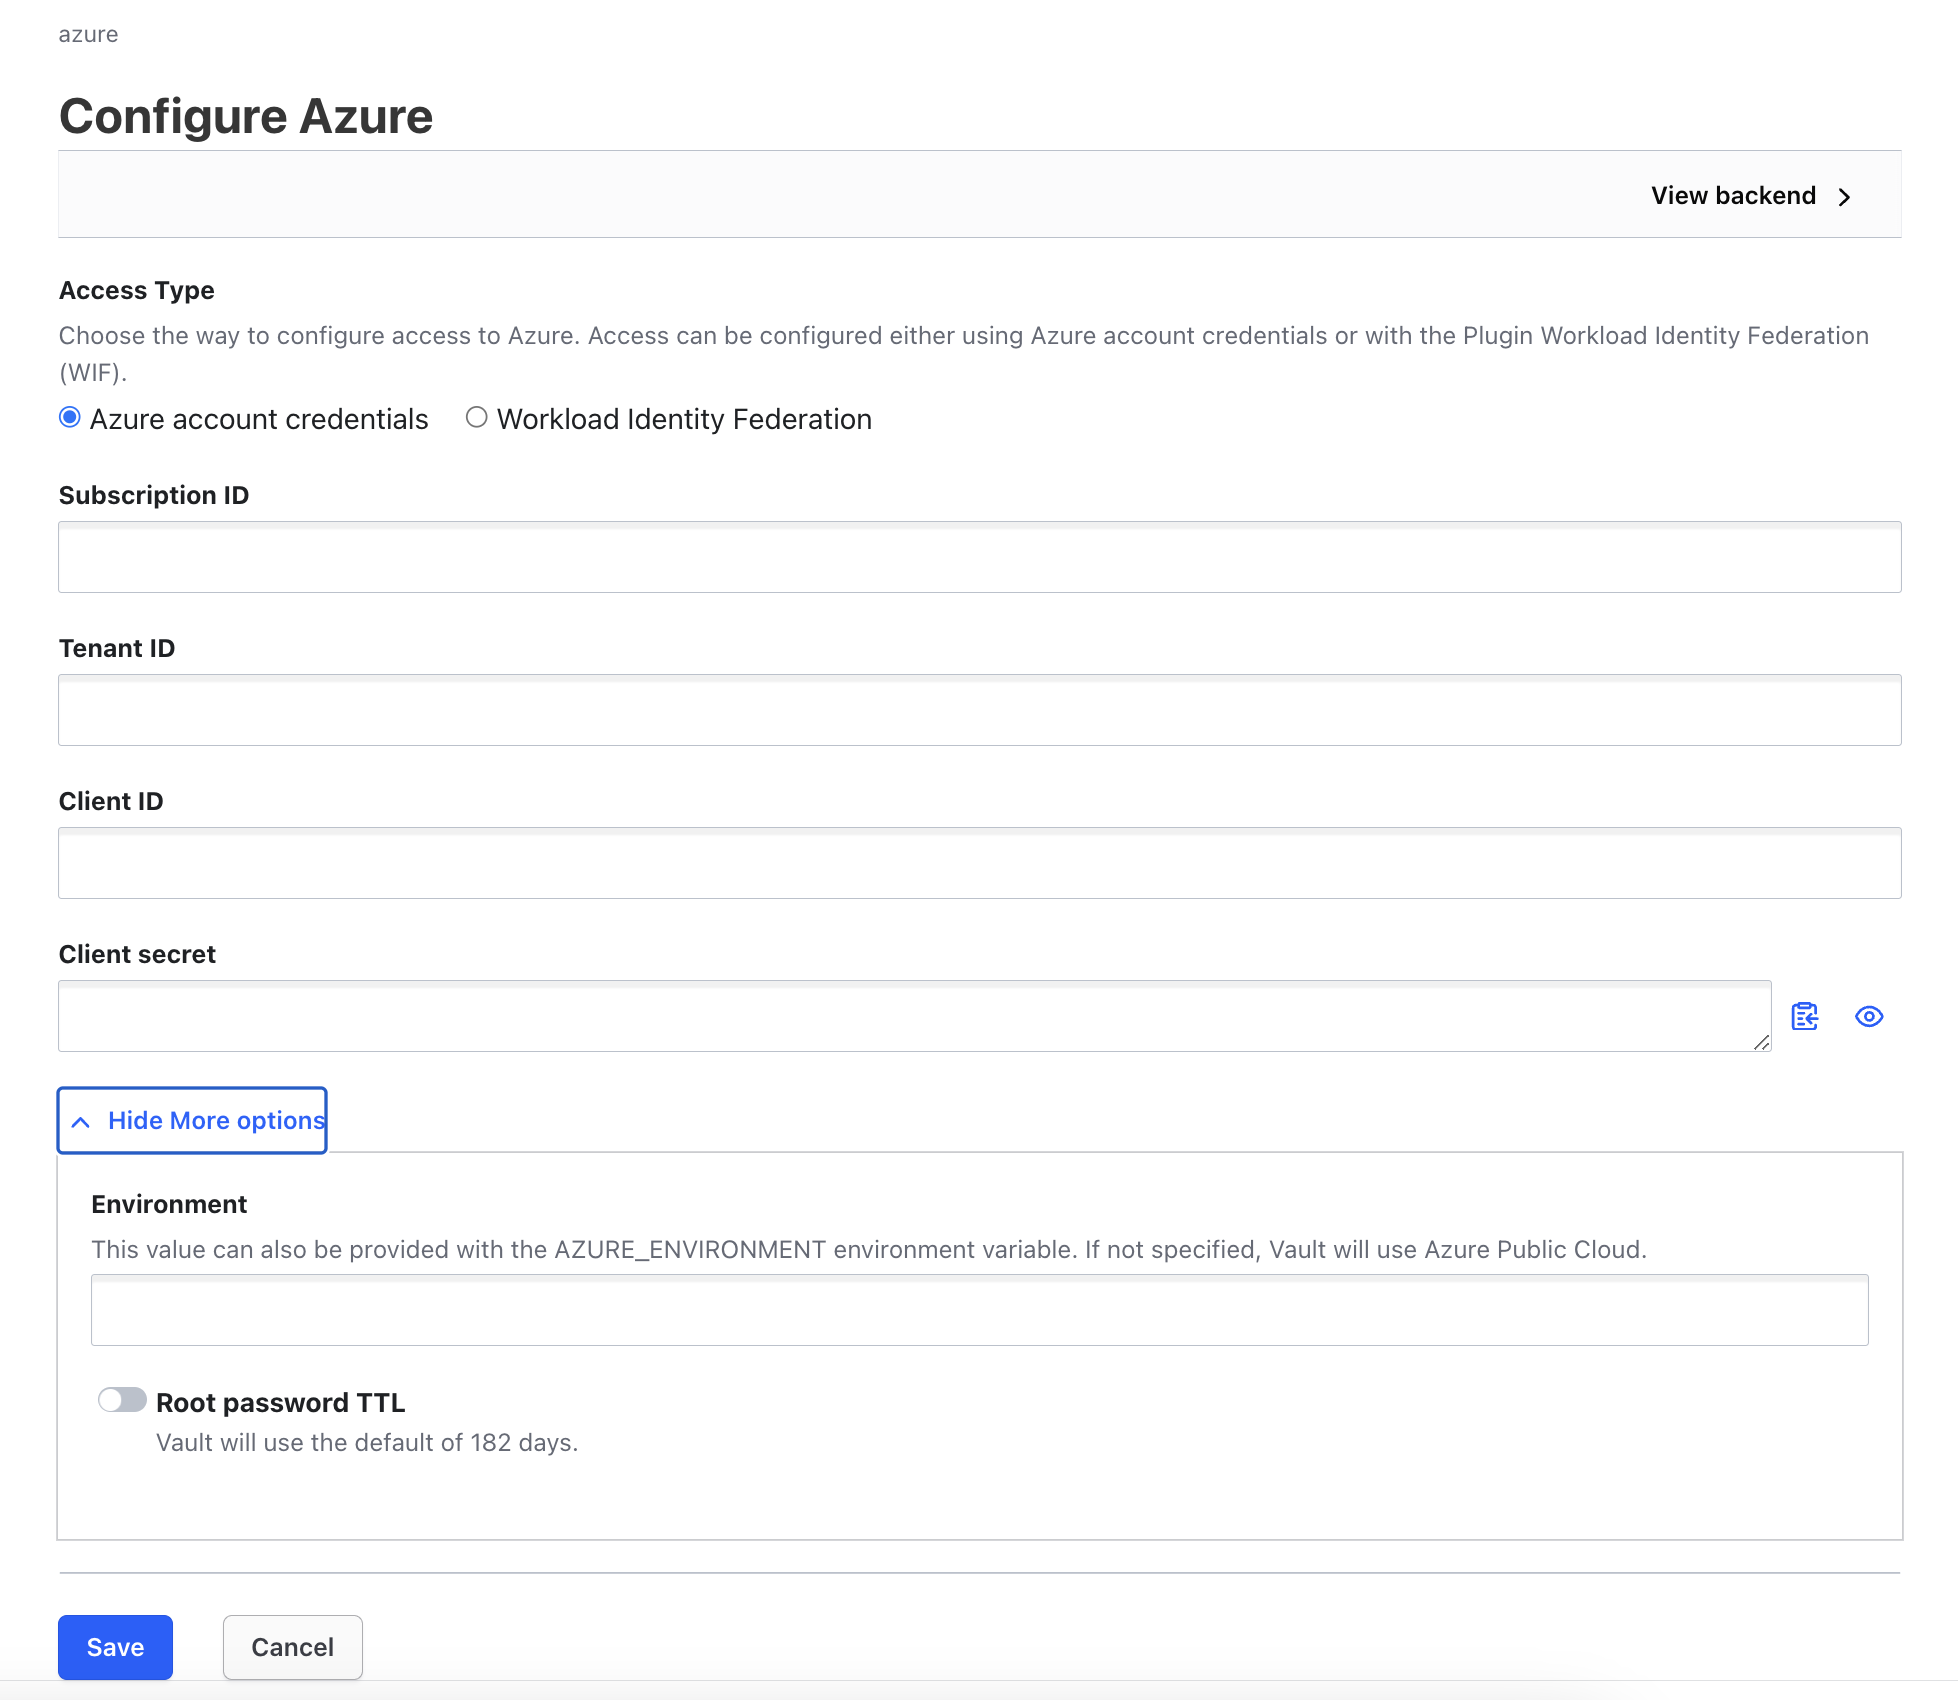 azure
Configure Azure
View backend
Access Type
Choose the way to configure access to Azure. Access can be configured either using Azure account credentials or with the Plugin Workload Identity Federation
(WIF).
Azure account credentials Workload Identity Federation
Subscription ID
Tenant ID
Client ID
Client secret
Hide More options
Environment
This value can also be provided with the AZURE_ENVIRONMENT environment variable. If not specified, Vault will use Azure Public Cloud.
Root password TTL
Vault will use the default of 182 days.
Save Cancel